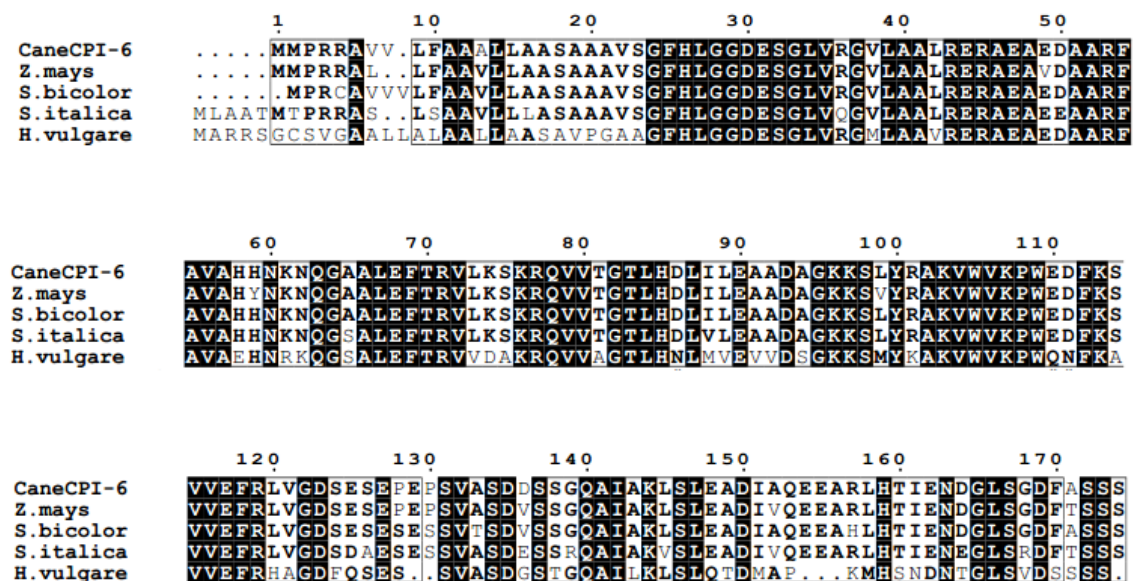 1 10 20 30 40 50
CaneCPI-6 .....MMPRRAVV.LFAAALLAASAAAVSGFHLGGDESGLVRGVLAALRERAEAEDAARF
Z.mays .....MMPRRAL..LFAAVLLAASAAAVSGFHLGGDESGLVRGVLAALRERAEAVDAARF
S.bicolor ......MPRCAVVVLFAAVLLAASAAAVSGFHLGGDESGLVRGVLAALRERAEAEDAARF
S.italica MLAATMTPRRAS..LSAAVLLLASAAAVSGFHLGGDESGLVQGVLAALRERAEAEEAARF
H.vulgare MARRSGCSVGAALLALAALLAASAVPGAAGFHLGGDESGLVRGMLAAVRERAEAEDAARF
60 70 80 90 100 110
CaneCPI-6 AVAHHNKNQGAALEFTRVLKSKRQVVTGTLHDLILEAADAGKKSLYRAKVWVKPWEDFKS
Z.mays AVAHYNKNQGAALEFTRVLKSKRQVVTGTLHDLILEAADAGKKSVYRAKVWVKPWEDFKS
S.bicolor AVAHHNKNQGAALEFTRVLKSKRQVVTGTLHDLILEAADAGKKSLYRAKVWVKPWEDFKS
S.italica AVAHHNKNQGSALEFTRVLKSKRQVVTGTLHDLVLEAADAGKKSLYRAKVWVKPWEDFKS
H.vulgare AVAEHNRKQGSALEFTRVVDAKRQVVAGTLHNLMVEVVDSGKKSMYKAKVWVKPWQNFKA
120 130 140 150 160 170
CaneCPI-6 VVEFRLVGDSESEPEPSVASDDSSGQAIAKLSLEADIAQEEARLHTIENDGLSGDFASSS
Z.mays VVEFRLVGDSESEPEPSVASDVSSGQAIAKLSLEADIVQEEARLHTIENDGLSGDFTSSS
S.bicolor VVEFRLVGDSESESESSVTSDVSSGQAIAKLSLEADIAQEEAHLHTIENDGLSGDFASSS
S.italica VVEFRLVGDSDAESESSVASDESSRQAIAKVSLEADIVQEEARLHTIENEGLSRDFTSSS
H.vulgare VVEFRHAGDFQSES..SVASDGSTGQAILKLSLQTDMAP...KMHSNDNTGLSVDSSSS.